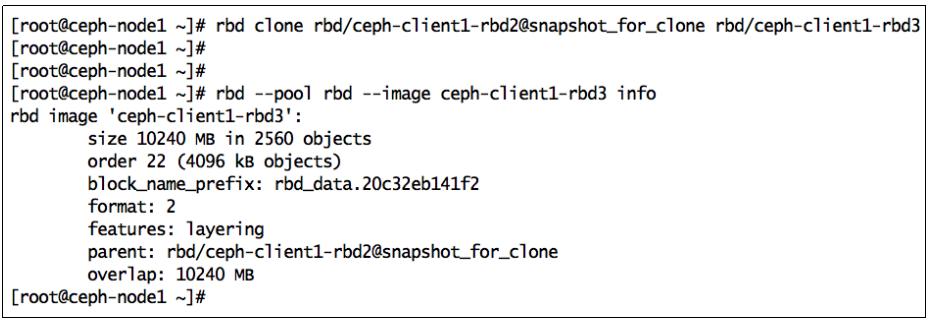 [root@ceph-node1 ~]# rbd clone rbd/ceph-client1-rbd2@snapshot_for_clone rbd/ceph-client1-rbd3
[root@ceph-node1 ~]#
[root@ceph-node1 ~]#
[root@ceph-node1 ~]# rbd --pool rbd --image ceph-client1-rbd3 info
rbd image 'ceph-client1-rbd3':
        size 10240 MB in 2560 objects
        order 22 (4096 kB objects)
        block_name_prefix: rbd_data.20c32eb141f2
        format: 2
        features: layering
        parent: rbd/ceph-client1-rbd2@snapshot_for_clone
        overlap: 10240 MB
[root@ceph-node1 ~]#